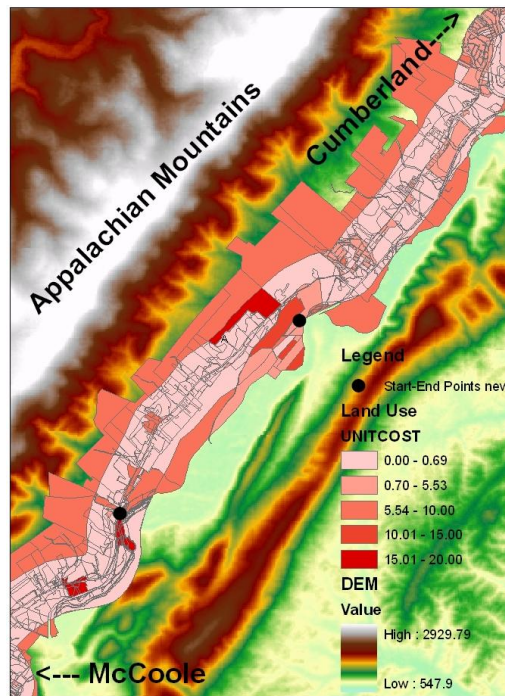 Cumberland--->
Appalachian Mountains
A
Legend
Start-End Points nev
Land Use
UNITCOST
0.00 - 0.69
0.70 - 5.53
5.54 - 10.00
10.01 - 15.00
15.01 - 20.00
DEM
Value
High : 2929.79
Low : 547.9
<--- McCoole